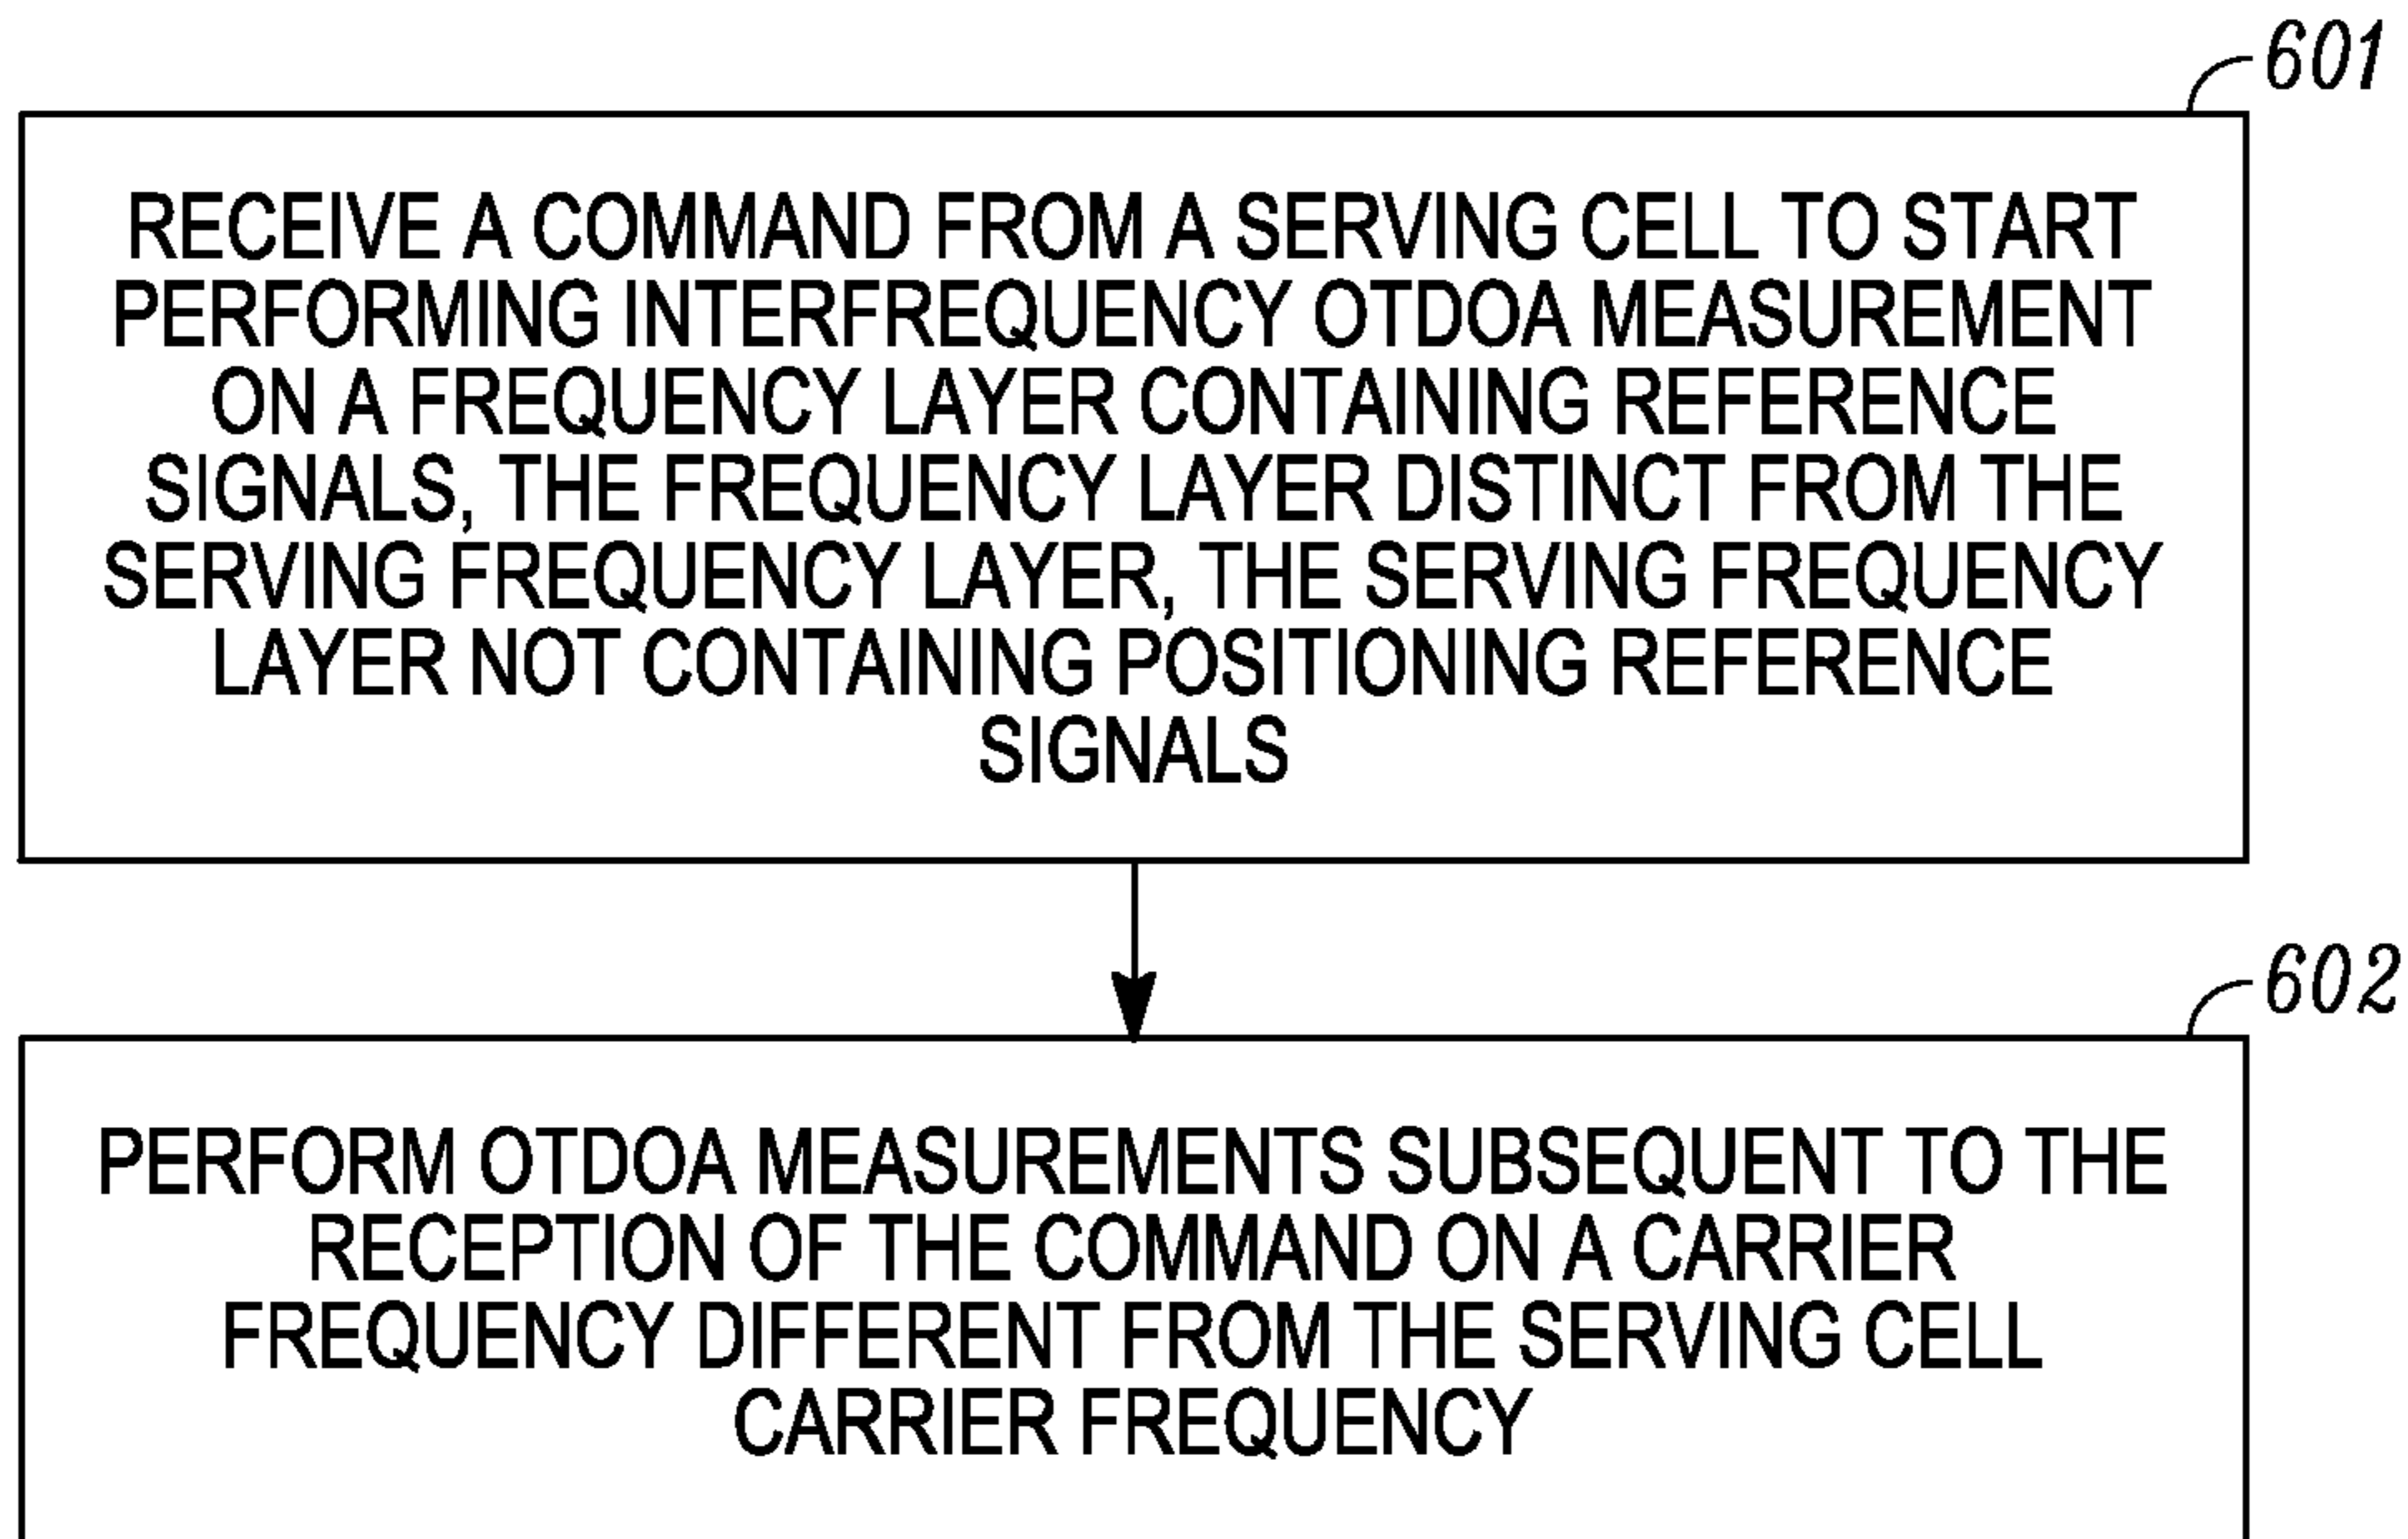 601
RECEIVE A COMMAND FROM A SERVING CELL TO START
PERFORMING INTERFREQUENCY OTDOA MEASUREMENT
ON A FREQUENCY LAYER CONTAINING REFERENCE
SIGNALS, THE FREQUENCY LAYER DISTINCT FROM THE
SERVING FREQUENCY LAYER, THE SERVING FREQUENCY
LAYER NOT CONTAINING POSITIONING REFERENCE
SIGNALS
602
PERFORM OTDOA MEASUREMENTS SUBSEQUENT TO THE
RECEPTION OF THE COMMAND ON A CARRIER
FREQUENCY DIFFERENT FROM THE SERVING CELL
CARRIER FREQUENCY